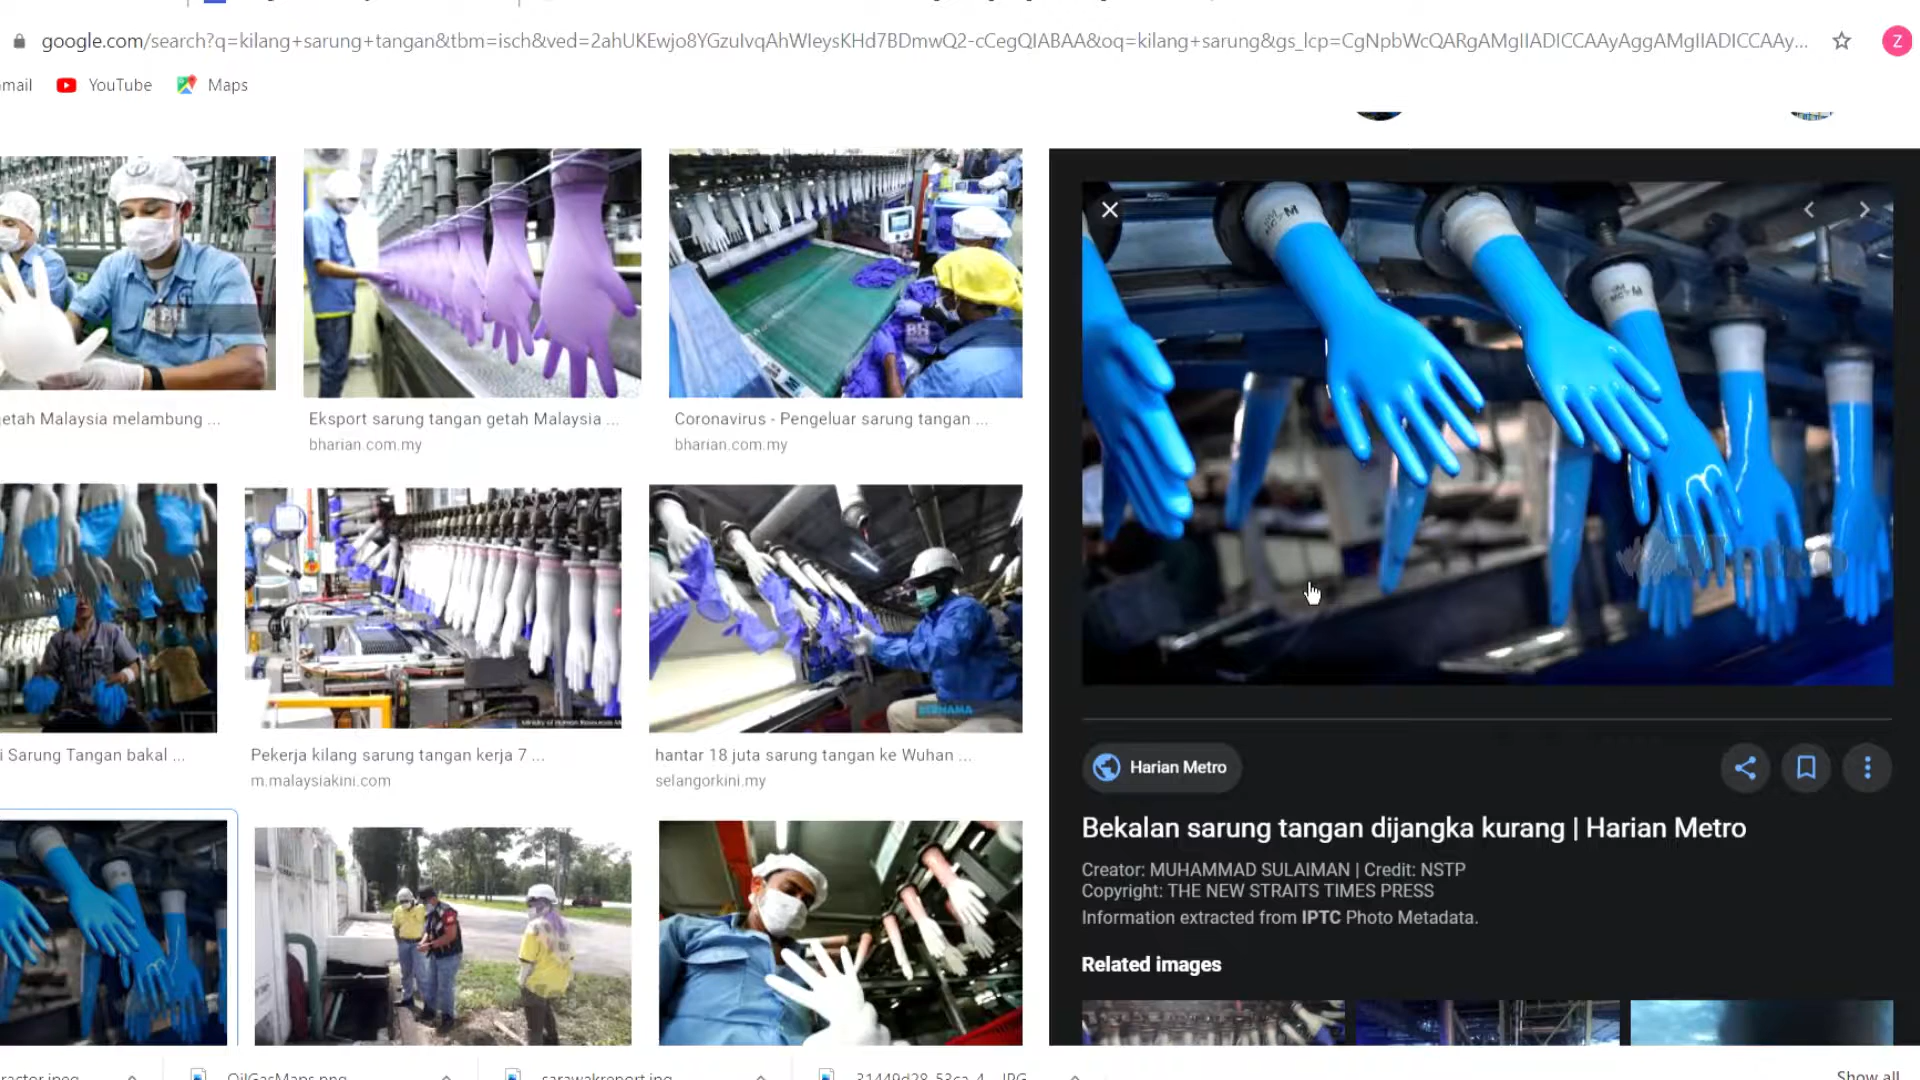 google.com/search?q=kilang+sarung+tangan&tbm=isch&ved=2ahUKEwjo8YGzuIvqAhWIeysKHd7BDmwQ2-cCegQIABAA&oq=kilang+sarung&gs_lcp=CgNpbWcQARgAMgIIADICCAAyAggAMgIIADICCAAy...
Z
mail YouTube Maps
etah Malaysia melambung ...
Eksport sarung tangan getah Malaysia ...
bharian.com.my
Coronavirus - Pengeluar sarung tangan ...
bharian.com.my
BH
BH
M
M
BERNAMA
i Sarung Tangan bakal ...
Pekerja kilang sarung tangan kerja 7 ...
m.malaysiakini.com
hantar 18 juta sarung tangan ke Wuhan ...
selangorkini.my
Harian Metro
Bekalan sarung tangan dijangka kurang | Harian Metro
Creator: MUHAMMAD SULAIMAN | Credit: NSTP
Copyright: THE NEW STRAITS TIMES PRESS
Information extracted from IPTC Photo Metadata.
Related images
OilGasMaps.png
sarawakreport.jpg
Show all